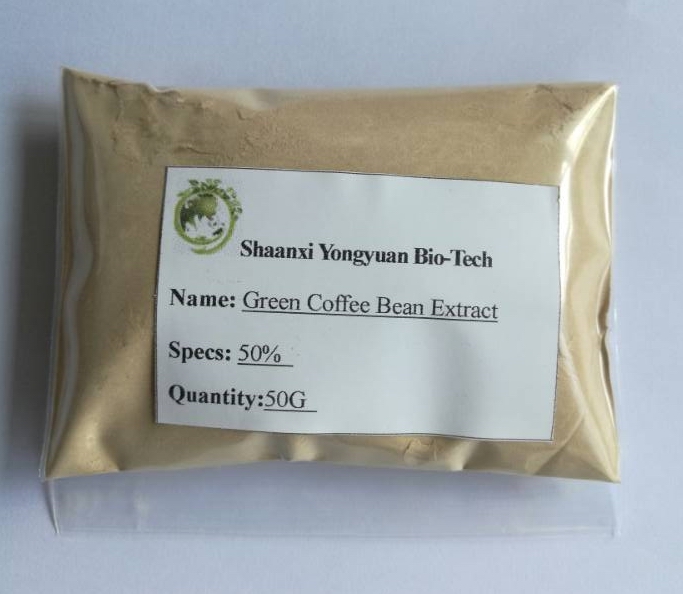 Shaanxi Yongyuan Bio-Tech
Name: Green Coffee Bean Extract
Specs: 50%
Quantity:50G